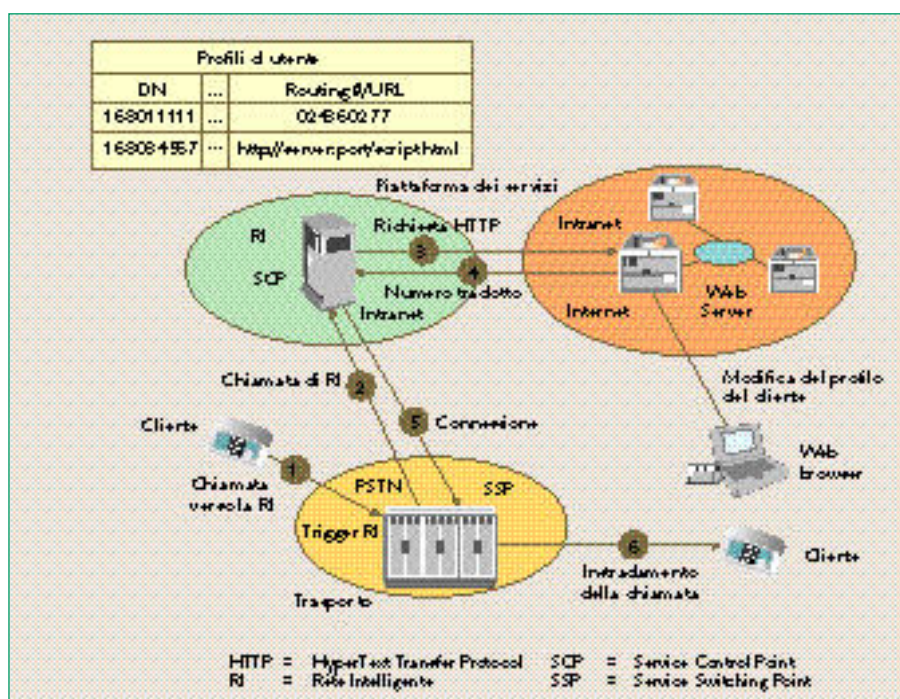 Profili di utente
DN ... Routing#/URL
168011111 ... 024860277
... http//server:port/script.html
Piattaforma dei servizi
Richiesta HTTP
Intranet
RI
3
4
SCP
Numero tradotto
Web
Server
Intranet
Internet
Chiamata di RI
2
Modifica del profilo
del cliente
5
Connessione
Cliente
Web
browser
1
Chiamata
verso la RI
PSTN
SSP
Trigger RI
6
Cliente
Instradamento
della chiamata
Trasporto
HTTP = HyperText Transfer Protocol SCP = Service Control Point
RI = Rete Intelligente SSP = Service Switching Point